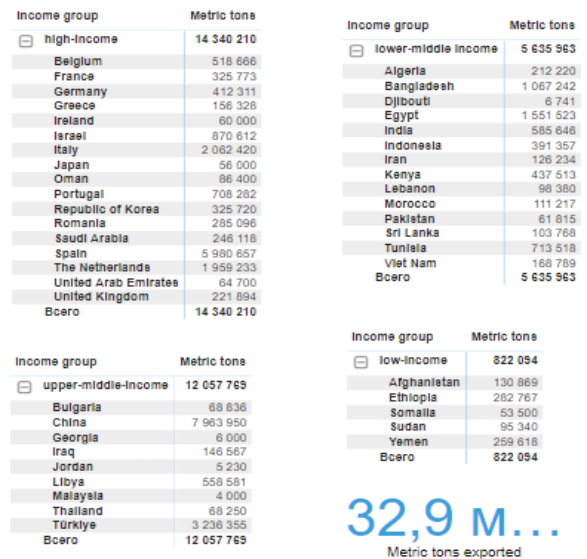 Income group Metric tons
high-income 14 340 210
Belgium 518 666
France 325 773
Germany 412 311
Greece 156 328
Ireland 60 000
Israel 870 612
Italy 2 062 420
Japan 56 000
Oman 86 400
Portugal 708 282
Republic of Korea 325 720
Romania 285 096
Saudi Arabia 246 118
Spain 5 980 657
The Netherlands 1 959 233
United Arab Emirates 64 700
United Kingdom 221 894
Всего 14 340 210
Income group Metric tons
lower-middle income 5 635 963
Algeria 212 220
Bangladesh 1 067 242
Djibouti 6 741
Egypt 1 551 523
India 585 646
Indonesia 391 357
Iran 126 234
Kenya 437 513
Lebanon 98 380
Morocco 111 217
Pakistan 61 815
Sri Lanka 103 768
Tunisia 713 518
Viet Nam 168 789
Всего 5 635 963
Income group Metric tons
upper-middle-income 12 057 769
Bulgaria 68 836
China 7 963 950
Georgia 6 000
Iraq 146 567
Jordan 5 230
Libya 558 581
Malaysia 4 000
Thailand 68 250
Türkiye 3 236 355
Всего 12 057 769
Income group Metric tons
low-income 822 094
Afghanistan 130 869
Ethiopia 282 767
Somalia 53 500
Sudan 95 340
Yemen 259 618
Всего 822 094
32,9 м...
Metric tons exported